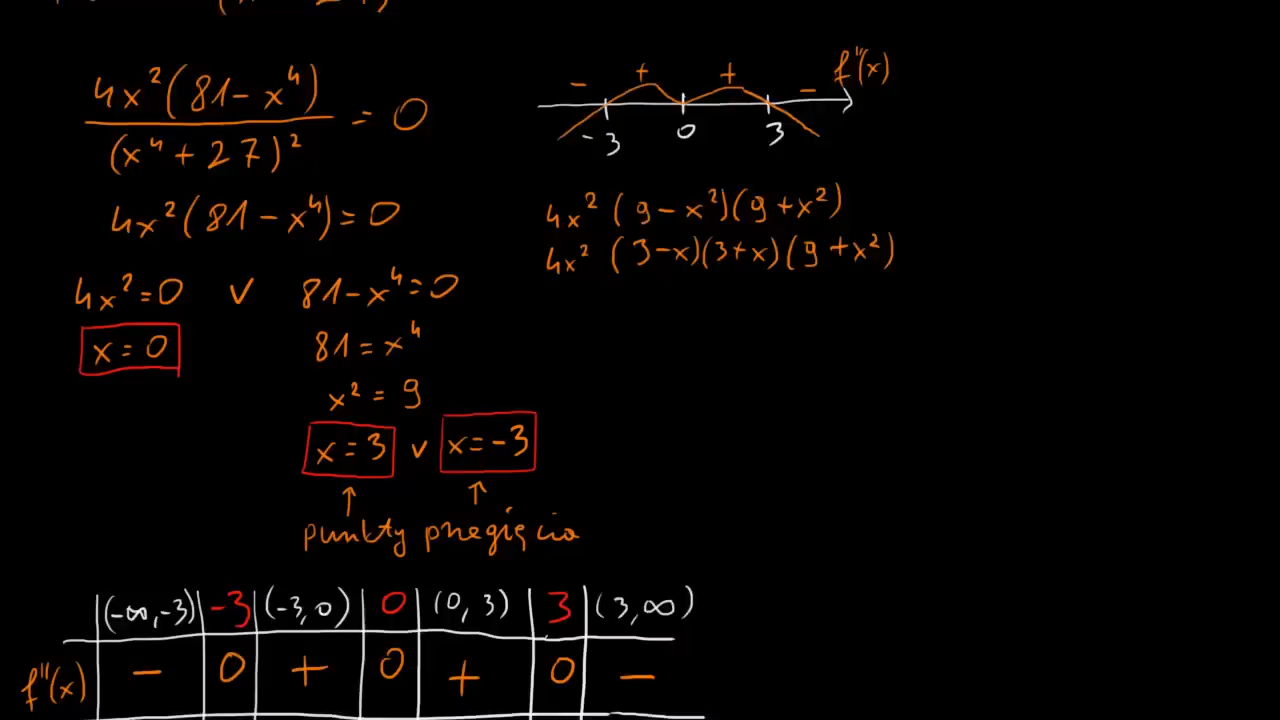 4x²(81-x⁴)
/ (x⁴+27)² = 0
4x²(81-x⁴)=0
4x²=0 v 81-x⁴=0
x=0
81=x⁴
x²=9
x=3 v x=-3
↑ ↑
punkty przegięcia
- + + - f"(x)
-3 0 3
4x²(9-x²)(9+x²)
4x²(3-x)(3+x)(9+x²)
(-∞,-3) -3 (-3,0) 0 (0,3) 3 (3,∞)
f"(x) - 0 + 0 + 0 -